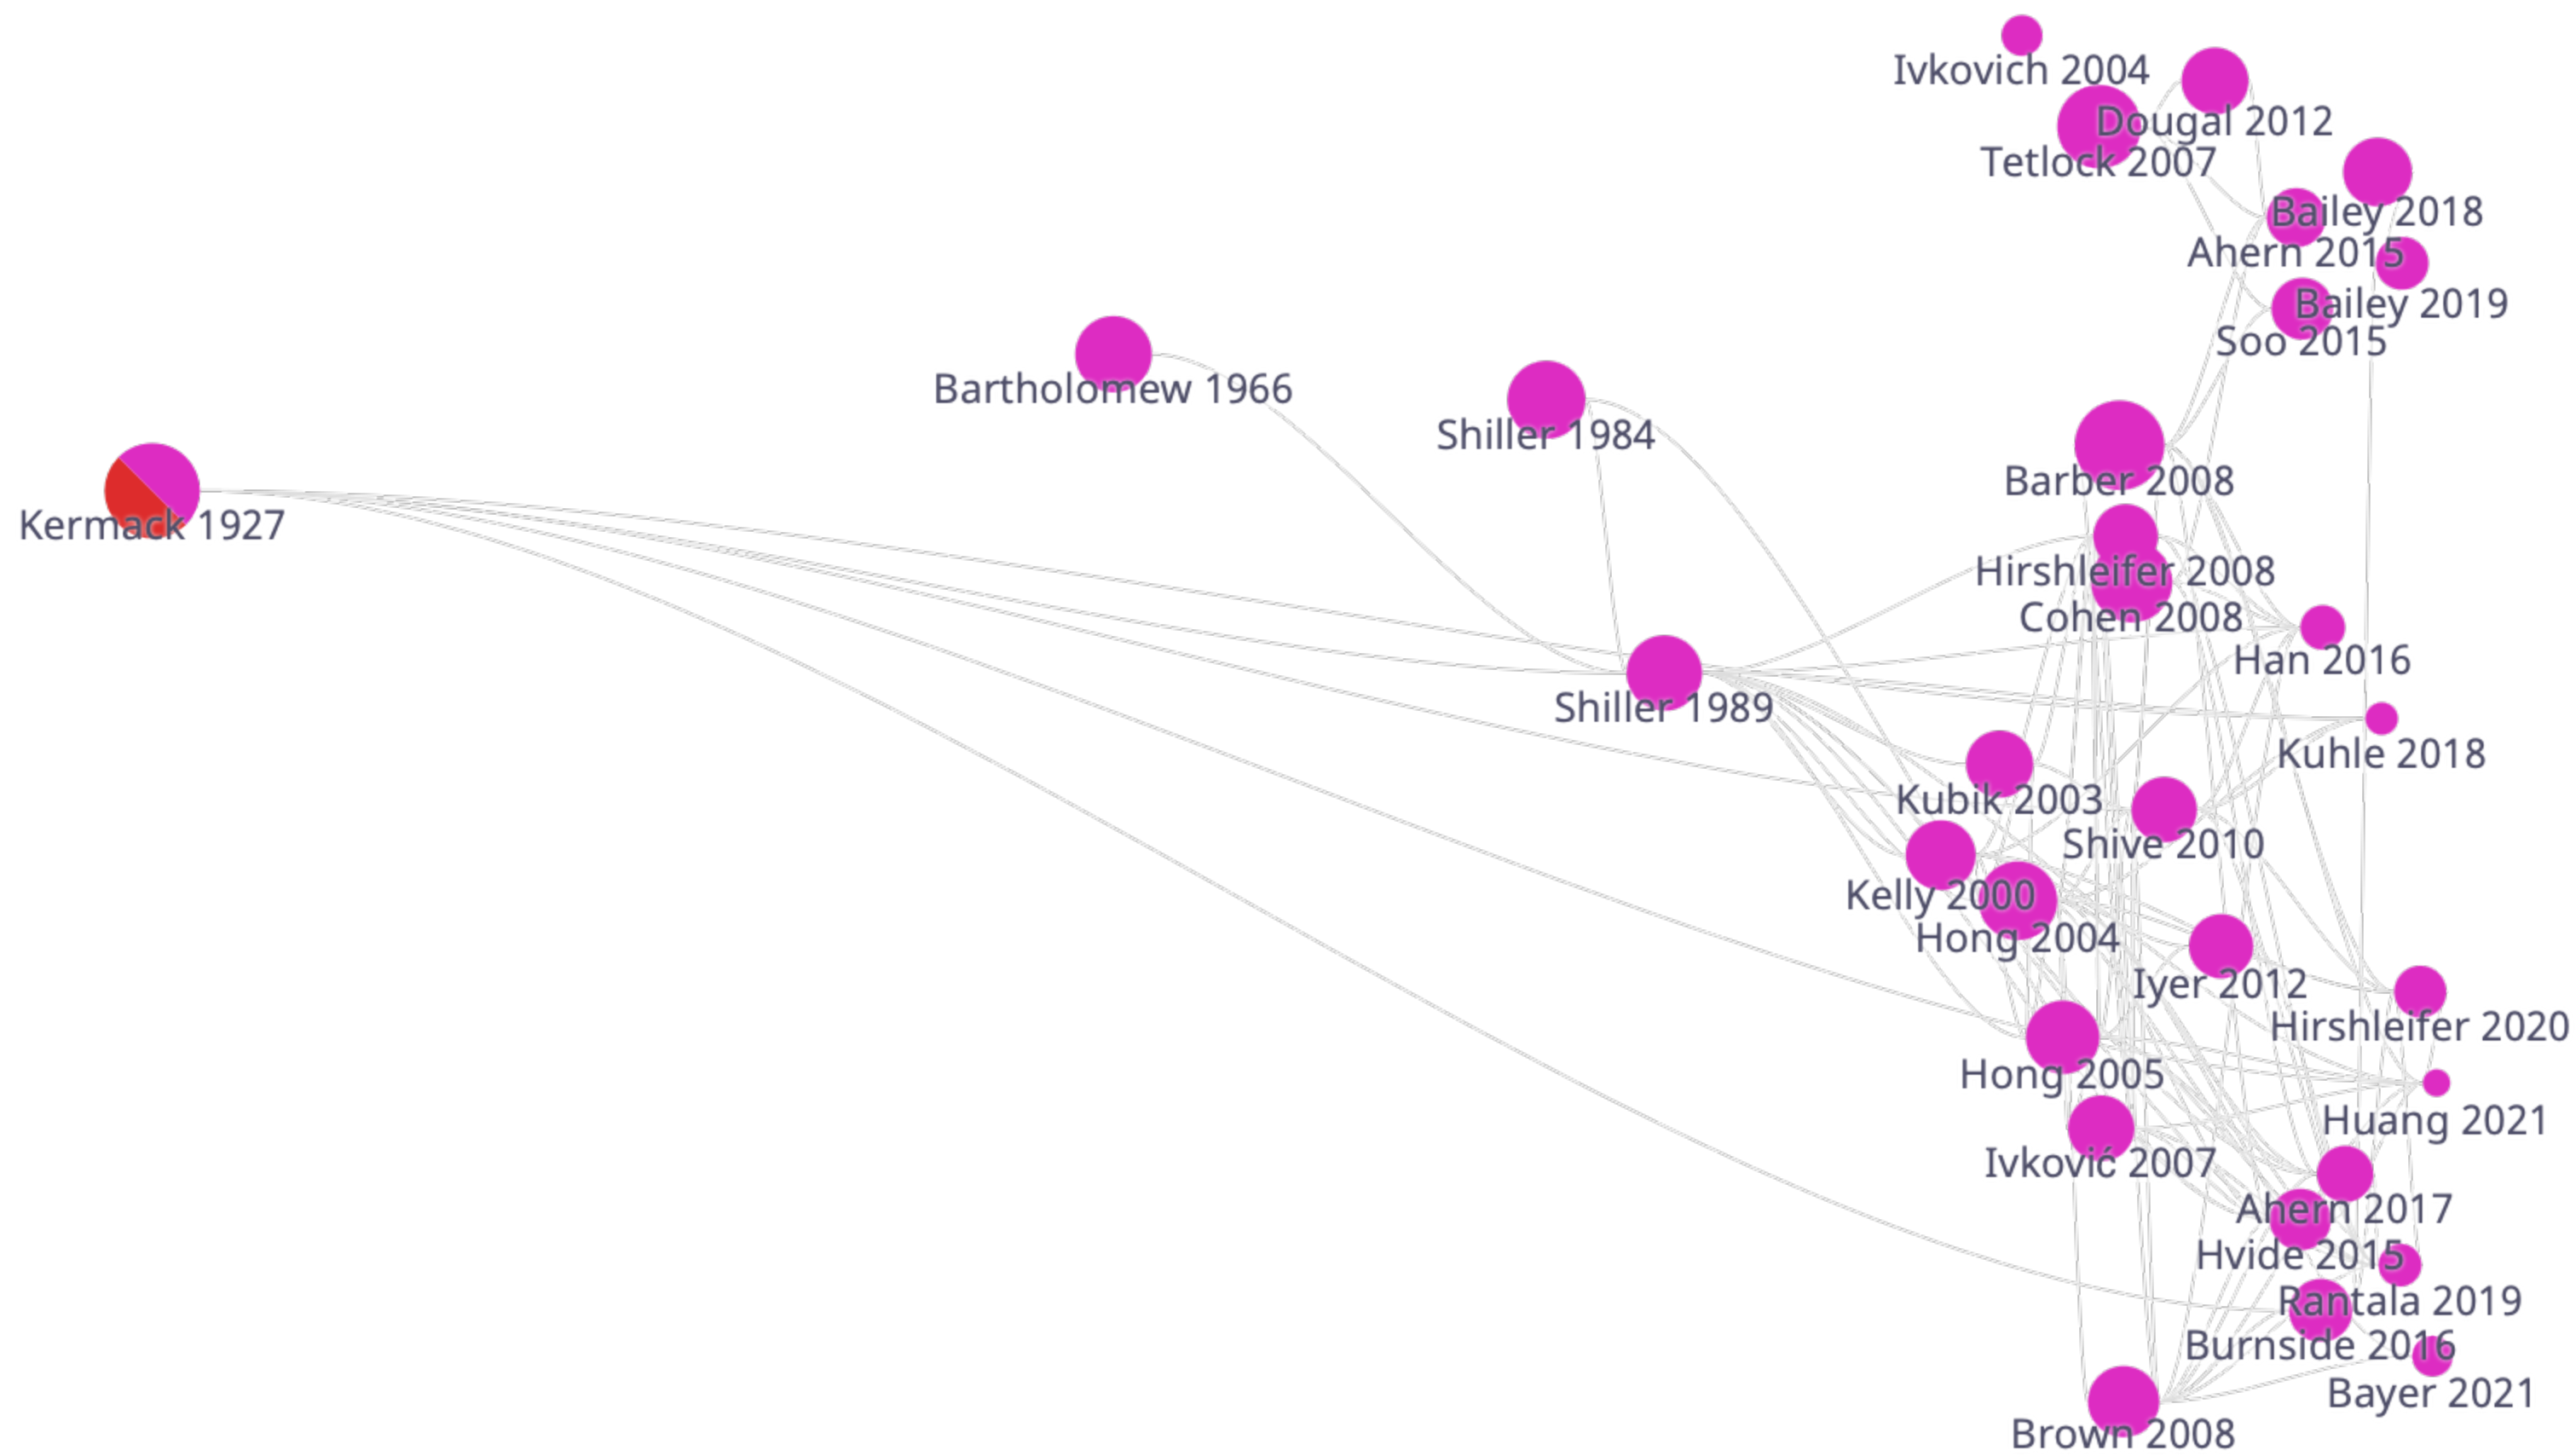 Ivkovich 2004
Dougal 2012
Tetlock 2007
Bailey 2018
Ahern 2015
Bailey 2019
Soo 2015
Bartholomew 1966
Shiller 1984
Barber 2008
Kermack 1927
Hirshleifer 2008
Cohen 2008
Han 2016
Shiller 1989
Kuhle 2018
Kubik 2003
Shive 2010
Kelly 2000
Hong 2004
Iyer 2012
Hirshleifer 2020
Hong 2005
Huang 2021
Ivković 2007
Ahern 2017
Hvide 2015
Rantala 2019
Burnside 2016
Bayer 2021
Brown 2008